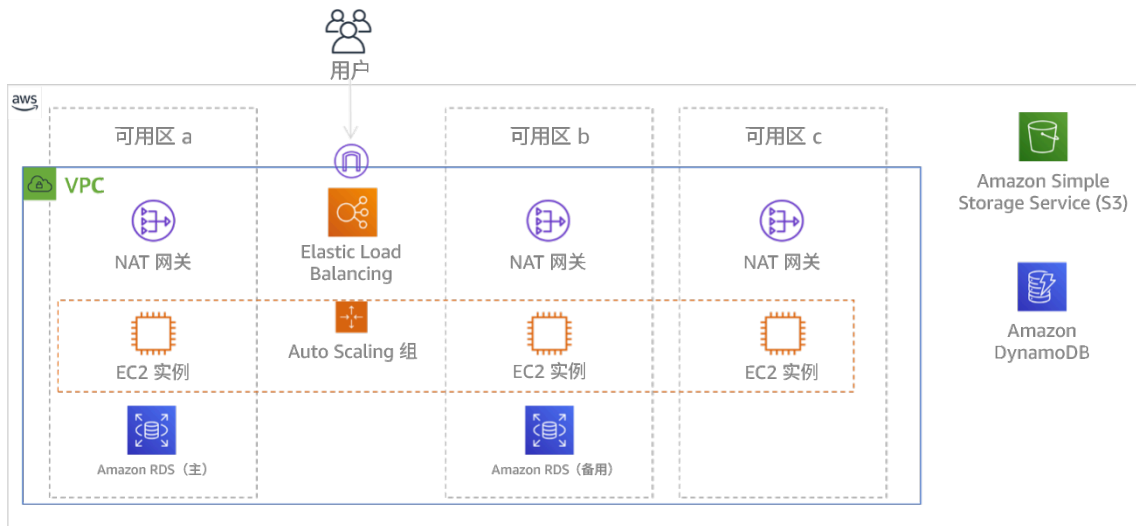 用户
aws
可用区 a
可用区 b
可用区 c
VPC
NAT 网关
Elastic Load
Balancing
NAT 网关
NAT 网关
Auto Scaling 组
EC2 实例
EC2 实例
EC2 实例
Amazon RDS（主）
Amazon RDS（备用）
Amazon Simple
Storage Service (S3)
Amazon
DynamoDB